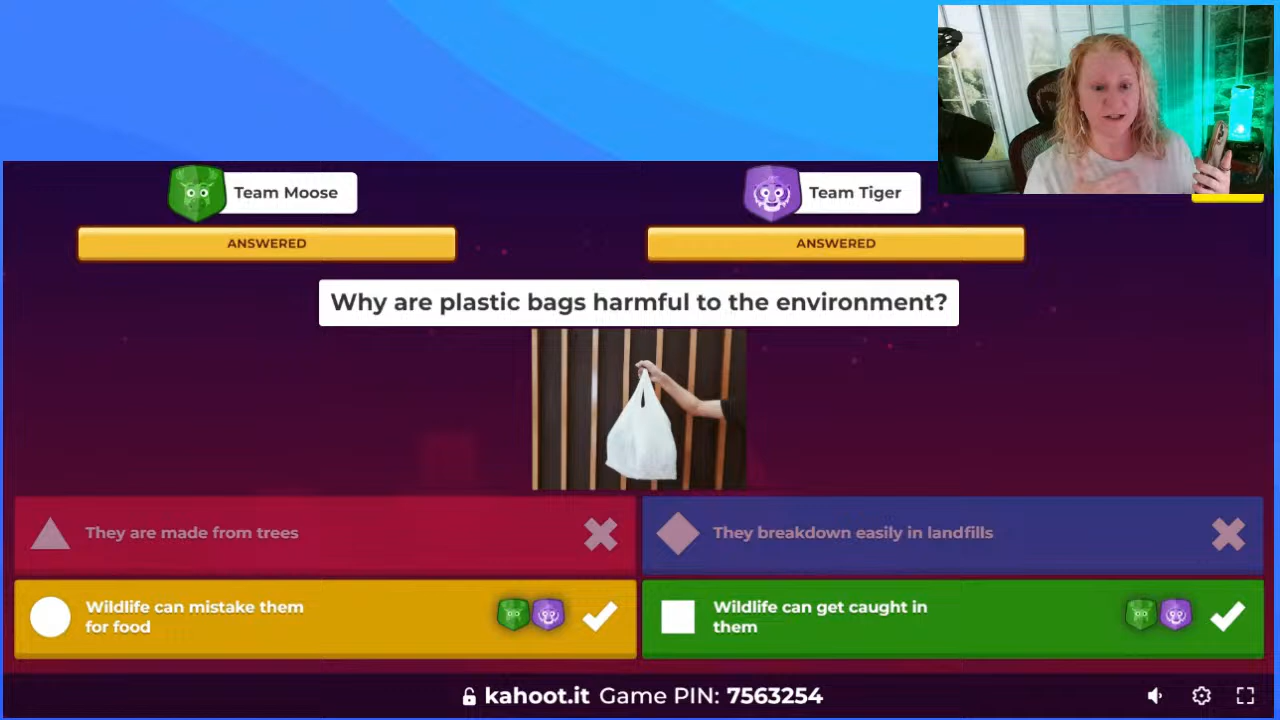 Team Moose
Team Tiger
ANSWERED
ANSWERED
Why are plastic bags harmful to the environment?
They are made from trees
They breakdown easily in landfills
Wildlife can mistake them
for food
Wildlife can get caught in
them
kahoot.it Game PIN: 7563254